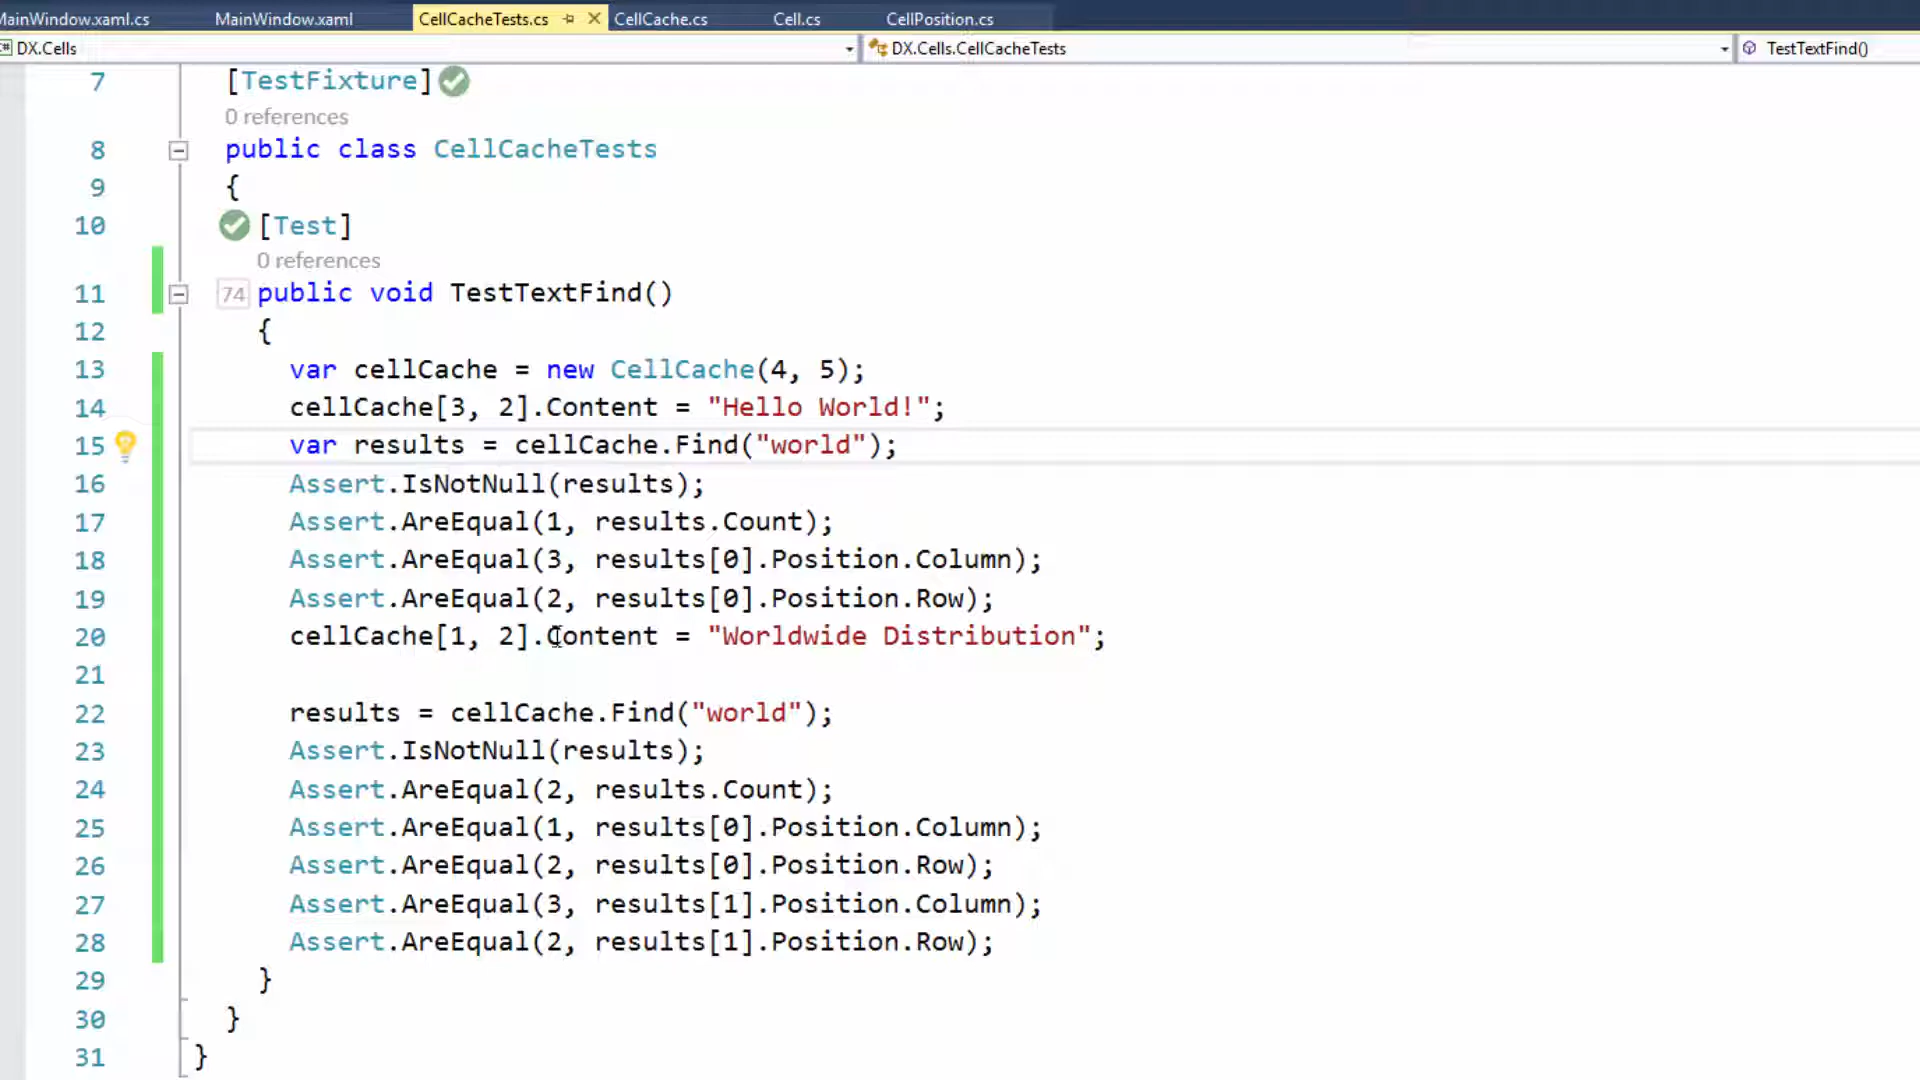 MainWindow.xaml.cs MainWindow.xaml CellCacheTests.cs CellCache.cs Cell.cs CellPosition.cs
DX.Cells DX.Cells.CellCacheTests TestTextFind()
7 [TestFixture]
0 references
8 public class CellCacheTests
9 {
10 [Test]
0 references
11 74 public void TestTextFind()
12 {
13 var cellCache = new CellCache(4, 5);
14 cellCache[3, 2].Content = "Hello World!";
15 var results = cellCache.Find("world");
16 Assert.IsNotNull(results);
17 Assert.AreEqual(1, results.Count);
18 Assert.AreEqual(3, results[0].Position.Column);
19 Assert.AreEqual(2, results[0].Position.Row);
20 cellCache[1, 2].Content = "Worldwide Distribution";
21
22 results = cellCache.Find("world");
23 Assert.IsNotNull(results);
24 Assert.AreEqual(2, results.Count);
25 Assert.AreEqual(1, results[0].Position.Column);
26 Assert.AreEqual(2, results[0].Position.Row);
27 Assert.AreEqual(3, results[1].Position.Column);
28 Assert.AreEqual(2, results[1].Position.Row);
29 }
30 }
31 }